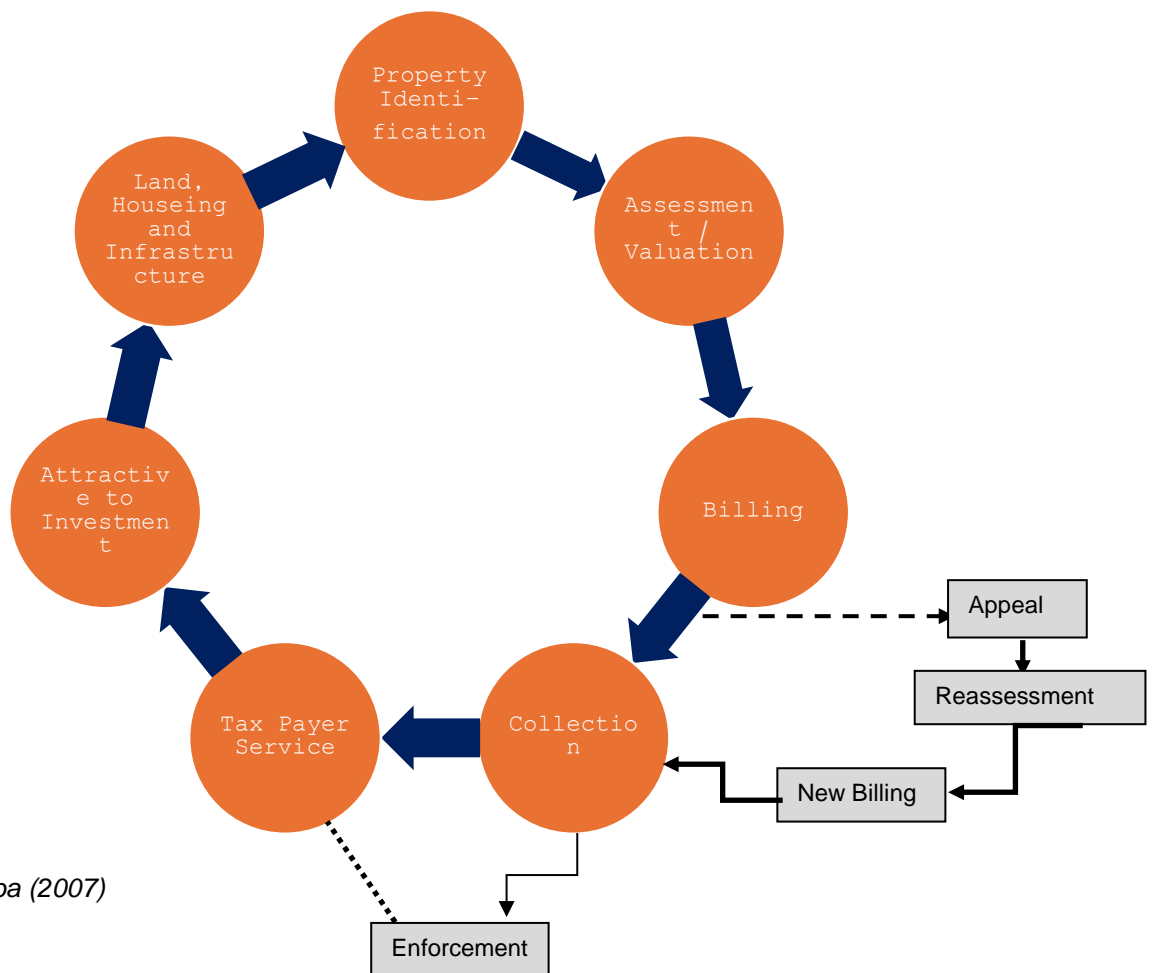 Property
Identi-
fication
Land,
Houseing
and
Infrastru
cture
Assessmen
t /
Valuation
Attractiv
e to
Investmen
t
Billing
Appeal
Reassessment
Tax Payer
Service
Collectio
n
New Billing
(2007)
Enforcement